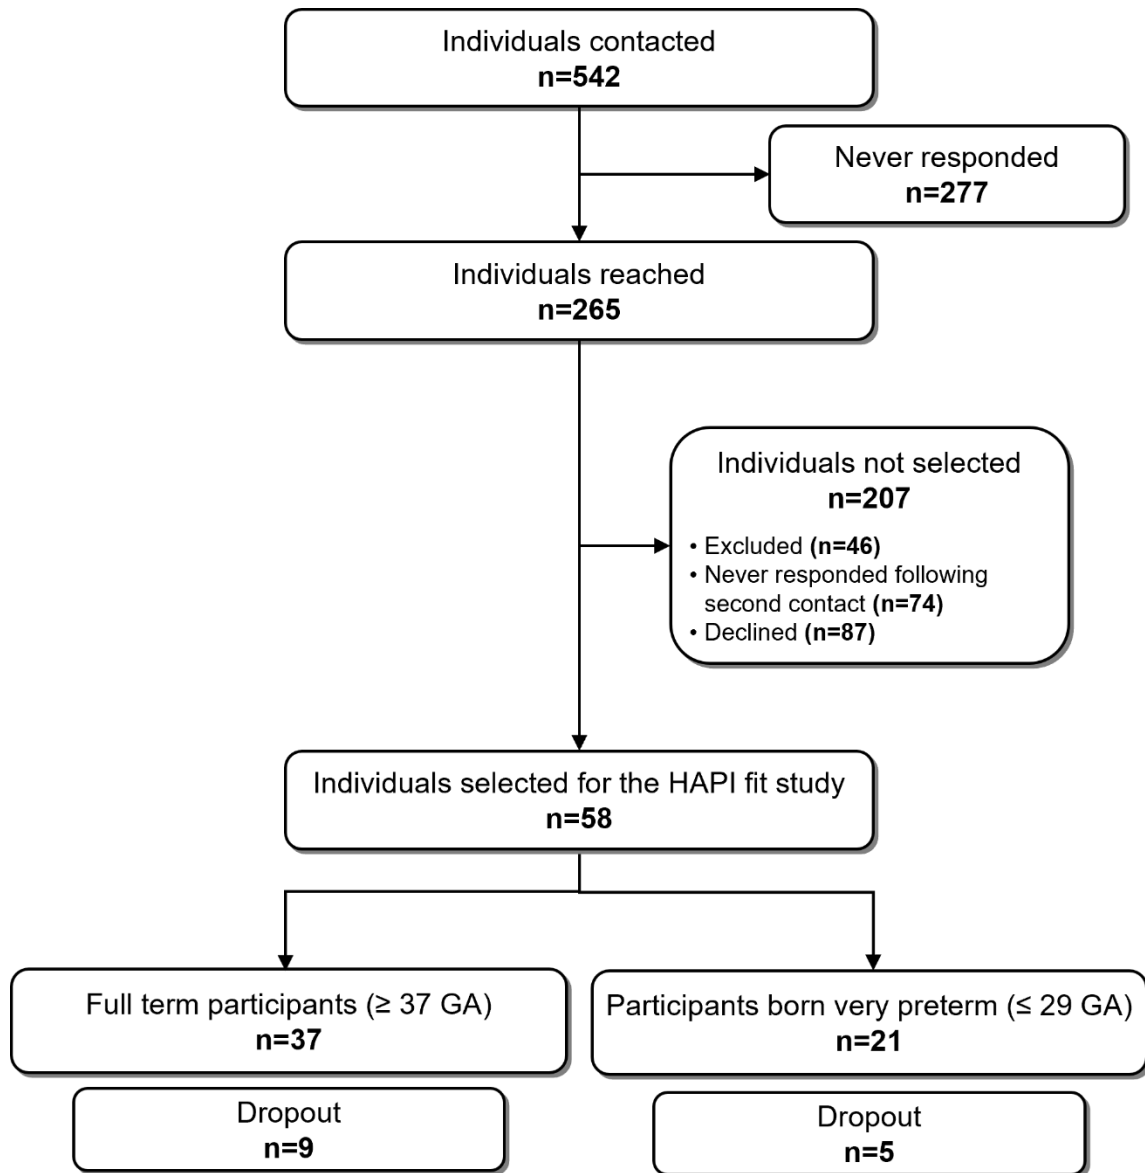 Individuals contacted
n=542
Never responded
n=277
Individuals reached
n=265
Individuals not selected
n=207
• Excluded (n=46)
• Never responded following
second contact (n=74)
• Declined (n=87)
Individuals selected for the HAPI fit study
n=58
Full term participants (≥ 37 GA)
n=37
Participants born very preterm (≤ 29 GA)
n=21
Dropout
n=9
Dropout
n=5